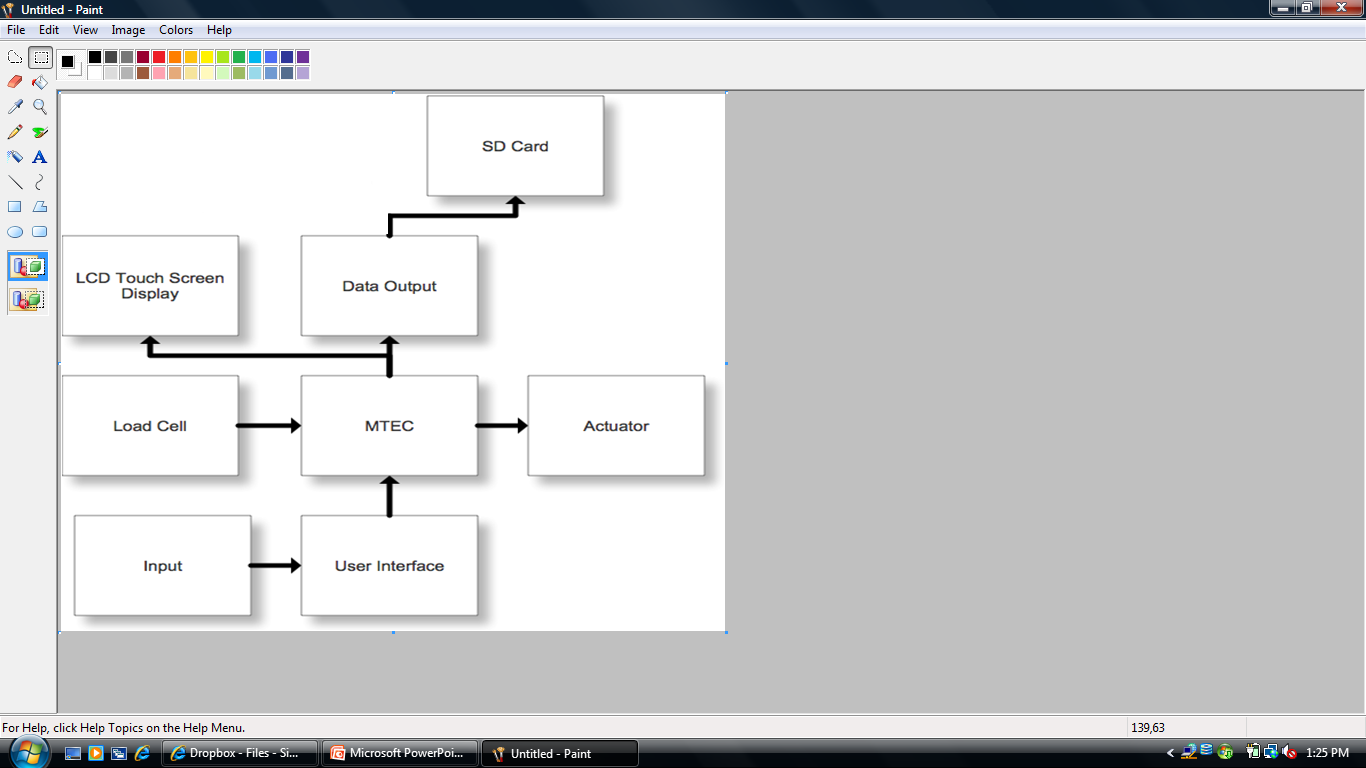 Untitled - Paint
File Edit View Image Colors Help
SD Card
LCD Touch Screen
Display
Data Output
Load Cell
MTEC
Actuator
Input
User Interface
For Help, click Help Topics on the Help Menu.
139,63
Dropbox - Files - Si...
Microsoft PowerPoi...
Untitled - Paint
1:25 PM